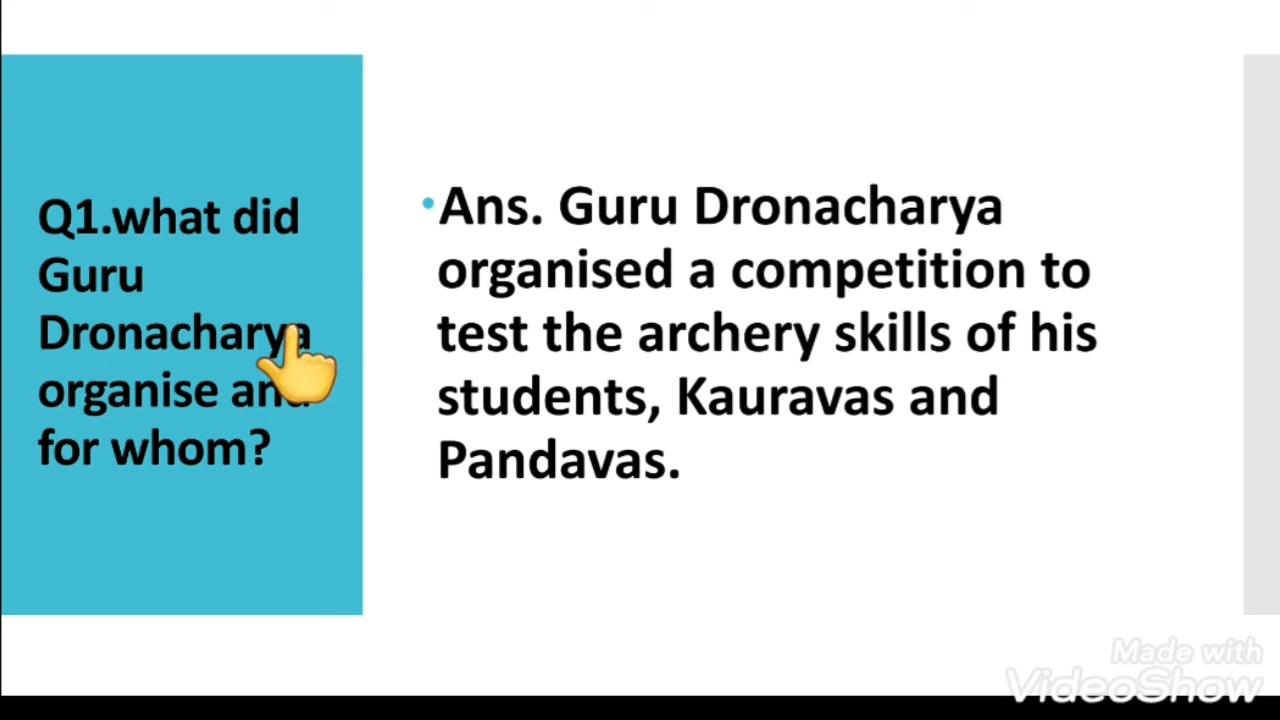 Q1.what did
Guru
Dronacharya
organise and
for whom?
Ans. Guru Dronacharya
organised a competition to
test the archery skills of his
students, Kauravas and
Pandavas.
Made with
VideoShow